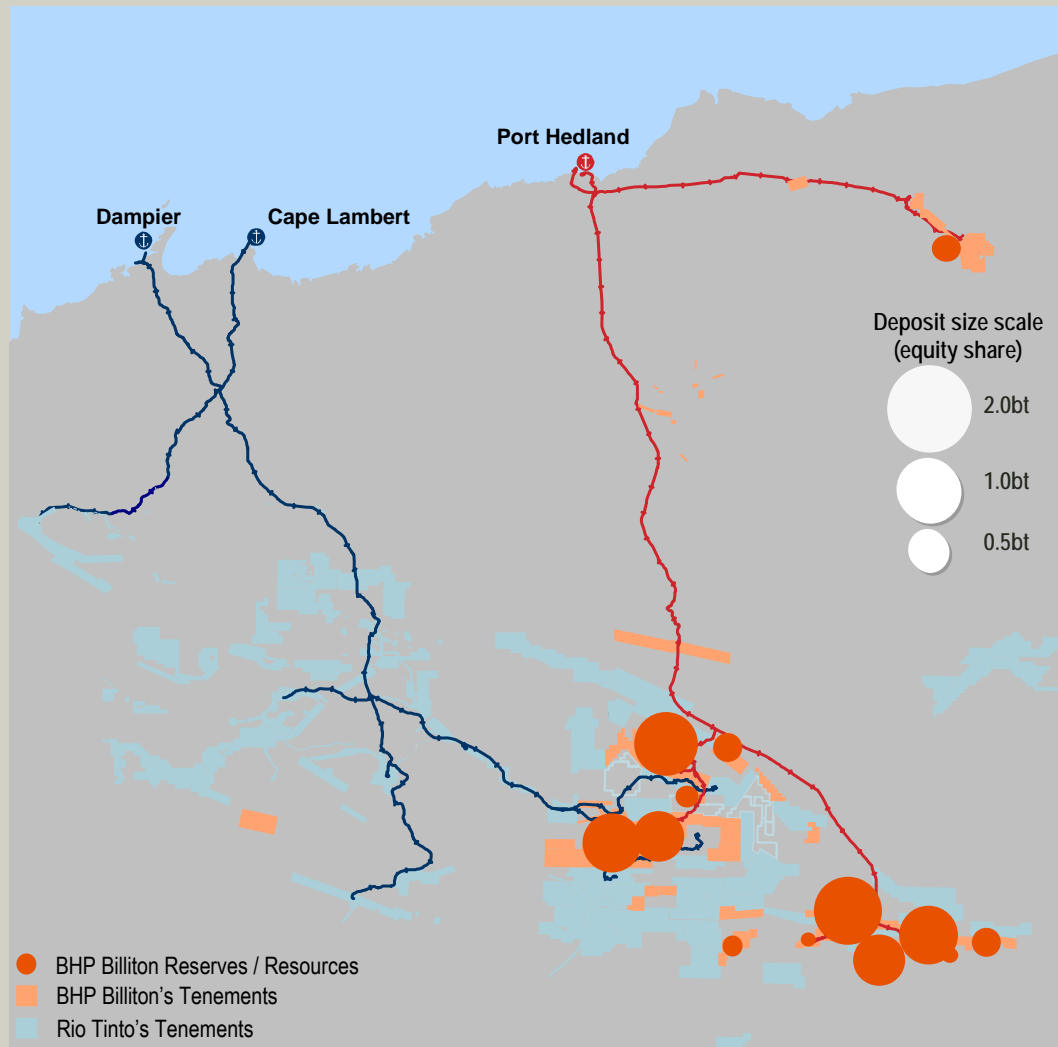 Port Hedland
Dampier
Cape Lambert
Deposit size scale
(equity share)
2.0bt
1.0bt
0.5bt
BHP Billiton Reserves / Resources
BHP Billiton's Tenements
Rio Tinto's Tenements